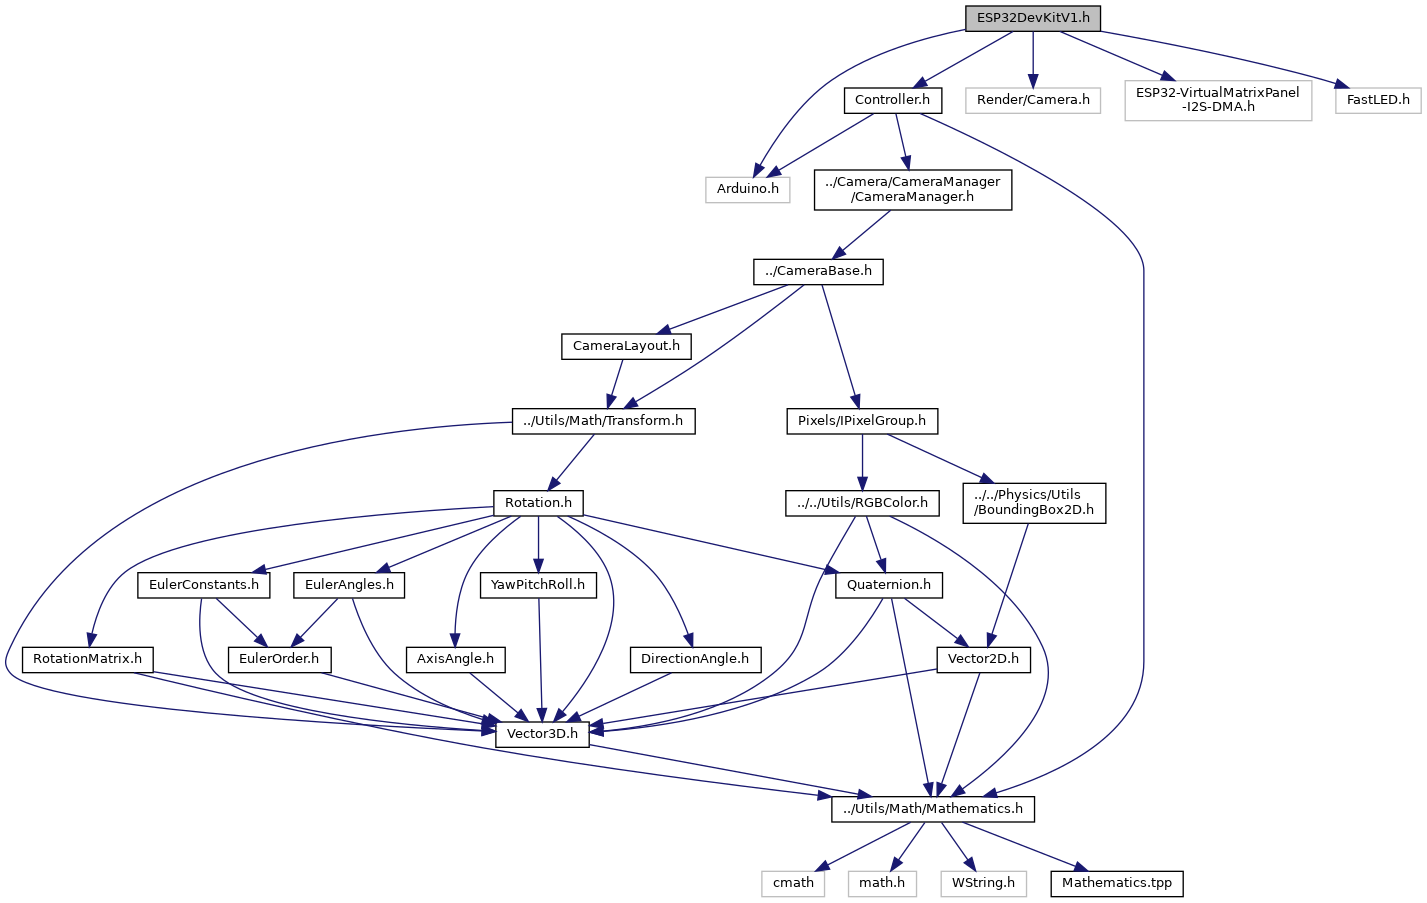 ESP32DevKitV1.h
Controller.h
Render/Camera.h
ESP32-VirtualMatrixPanel
-I2S-DMA.h
FastLED.h
Arduino.h
../Camera/CameraManager
/CameraManager.h
../CameraBase.h
CameraLayout.h
../Utils/Math/Transform.h
Pixels/IPixelGroup.h
Rotation.h
../../Utils/RGBColor.h
../../Physics/Utils
/BoundingBox2D.h
EulerConstants.h
EulerAngles.h
YawPitchRoll.h
Quaternion.h
RotationMatrix.h
EulerOrder.h
AxisAngle.h
DirectionAngle.h
Vector2D.h
Vector3D.h
../Utils/Math/Mathematics.h
cmath
math.h
WString.h
Mathematics.tpp